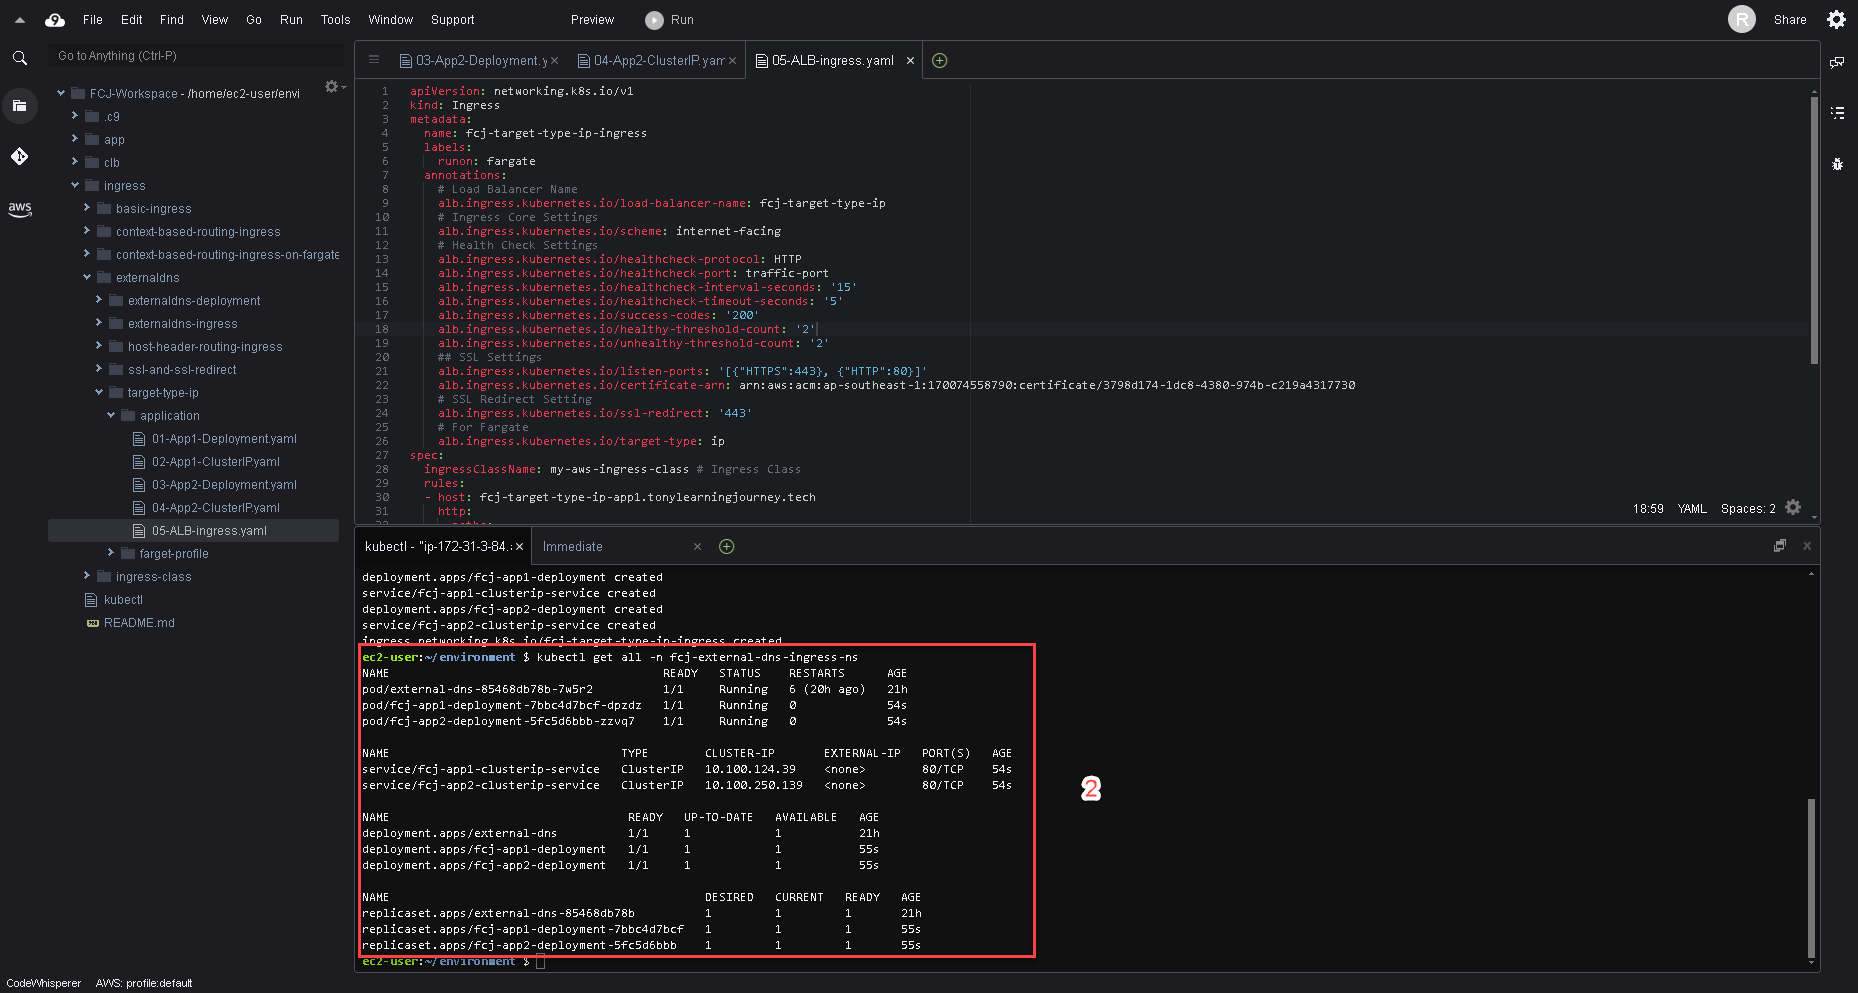 File Edit Find View Go Run Tools Window Support Preview Run R Share
Go to Anything (Ctrl-P)
FCJ-Workspace - /home/ec2-user/envi
.c9
app
clb
aws
ingress
basic-ingress
context-based-routing-ingress
context-based-routing-ingress-on-fargate
externaldns
externaldns-deployment
externaldns-ingress
host-header-routing-ingress
ssl-and-ssl-redirect
target-type-ip
application
01-App1-Deployment.yaml
02-App1-ClusterIP.yaml
03-App2-Deployment.yaml
04-App2-ClusterIP.yaml
05-ALB-ingress.yaml
farget-profile
ingress-class
kubectl
README.md
03-App2-Deployment.y 04-App2-ClusterIP.yam 05-ALB-ingress.yaml
1 apiVersion: networking.k8s.io/v1
2 kind: Ingress
3 metadata:
4 name: fcj-target-type-ip-ingress
5 labels:
6 runon: fargate
7 annotations:
8 # Load Balancer Name
9 alb.ingress.kubernetes.io/load-balancer-name: fcj-target-type-ip
10 # Ingress Core Settings
11 alb.ingress.kubernetes.io/scheme: internet-facing
12 # Health Check Settings
13 alb.ingress.kubernetes.io/healthcheck-protocol: HTTP
14 alb.ingress.kubernetes.io/healthcheck-port: traffic-port
15 alb.ingress.kubernetes.io/healthcheck-interval-seconds: '15'
16 alb.ingress.kubernetes.io/healthcheck-timeout-seconds: '5'
17 alb.ingress.kubernetes.io/success-codes: '200'
18 alb.ingress.kubernetes.io/healthy-threshold-count: '2'
19 alb.ingress.kubernetes.io/unhealthy-threshold-count: '2'
20 ## SSL Settings
21 alb.ingress.kubernetes.io/listen-ports: '[{"HTTPS":443}, {"HTTP":80}]'
22 alb.ingress.kubernetes.io/certificate-arn: arn:aws:acm:ap-southeast-1:170074558790:certificate/3798d174-1dc8-4380-974b-c219a4317730
23 # SSL Redirect Setting
24 alb.ingress.kubernetes.io/ssl-redirect: '443'
25 # For Fargate
26 alb.ingress.kubernetes.io/target-type: ip
27 spec:
28 ingressClassName: my-aws-ingress-class # Ingress Class
29 rules:
30 - host: fcj-target-type-ip-app1.tonylearningjourney.tech
31 http:
18:59 YAML Spaces: 2
kubectl - "ip-172-31-3-84. Immediate
deployment.apps/fcj-app1-deployment created
service/fcj-app1-clusterip-service created
deployment.apps/fcj-app2-deployment created
service/fcj-app2-clusterip-service created
ingress.networking.k8s.io/fcj-target-type-ip-ingress created
ec2-user:~/environment $ kubectl get all -n fcj-external-dns-ingress-ns
NAME READY STATUS RESTARTS AGE
pod/external-dns-85468db78b-7w5r2 1/1 Running 6 (20h ago) 21h
pod/fcj-app1-deployment-7bbc4d7bcf-dpzdz 1/1 Running 0 54s
pod/fcj-app2-deployment-5fc5d6bbb-zzvq7 1/1 Running 0 54s
NAME TYPE CLUSTER-IP EXTERNAL-IP PORT(S) AGE
service/fcj-app1-clusterip-service ClusterIP 10.100.124.39 <none> 80/TCP 54s
service/fcj-app2-clusterip-service ClusterIP 10.100.250.139 <none> 80/TCP 54s
2
NAME READY UP-TO-DATE AVAILABLE AGE
deployment.apps/external-dns 1/1 1 1 21h
deployment.apps/fcj-app1-deployment 1/1 1 1 55s
deployment.apps/fcj-app2-deployment 1/1 1 1 55s
NAME DESIRED CURRENT READY AGE
replicaset.apps/external-dns-85468db78b 1 1 1 21h
replicaset.apps/fcj-app1-deployment-7bbc4d7bcf 1 1 1 55s
replicaset.apps/fcj-app2-deployment-5fc5d6bbb 1 1 1 55s
ec2-user:~/environment $
CodeWhisperer AWS: profile:default